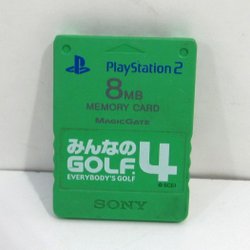 PlayStation 2
8MB
MEMORY CARD
MAGICGATE
みんなの
GOLF 4
EVERYBODY'S GOLF
© SCEI
SONY